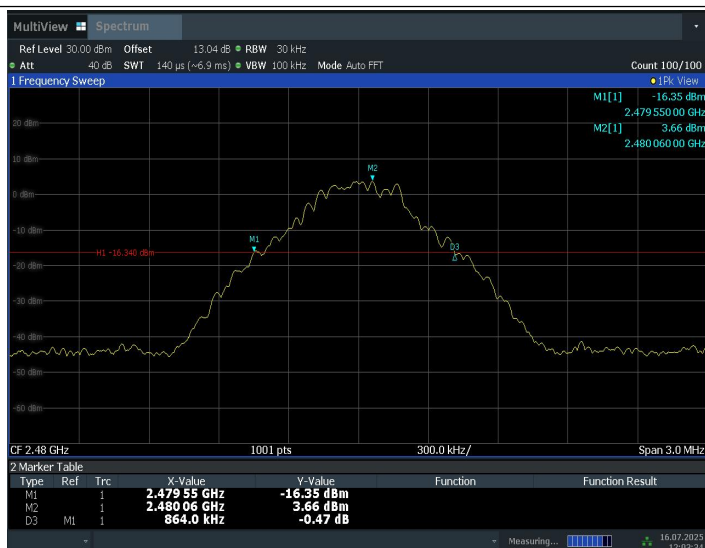 MultiView Spectrum
Ref Level 30.00 dBm Offset 13.04 dB RBW 30 kHz
Att 40 dB SWT 140 µs (~6.9 ms) VBW 100 kHz Mode Auto FFT Count 100/100
1 Frequency Sweep 1Pk View
M1[1] -16.35 dBm
2.479 550 00 GHz
M2[1] 3.66 dBm
2.480 060 00 GHz
20 dBm
10 dBm
M2
0 dBm
-10 dBm
M1
D3
H1 -16.340 dBm
-20 dBm
-30 dBm
-40 dBm
-50 dBm
-60 dBm
CF 2.48 GHz 1001 pts 300.0 kHz/ Span 3.0 MHz
2 Marker Table
Type Ref Trc X-Value Y-Value Function Function Result
M1 1 2.479 55 GHz -16.35 dBm
M2 1 2.480 06 GHz 3.66 dBm
D3 M1 1 864.0 kHz -0.47 dB
Measuring... 16.07.2025